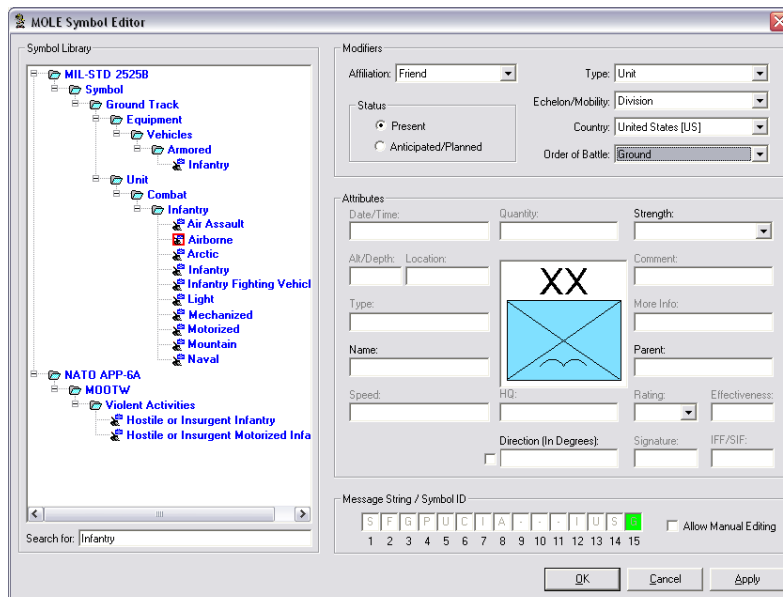 MOLE Symbol Editor
Symbol Library
MIL-STD 2525B
Symbol
Ground Track
Equipment
Vehicles
Armored
Infantry
Unit
Combat
Infantry
Air Assault
Airborne
Arctic
Infantry
Infantry Fighting Vehicl
Light
Mechanized
Motorized
Mountain
Naval
NATO APP-6A
MOOTW
Violent Activities
Hostile or Insurgent Infantry
Hostile or Insurgent Motorized Infa
Search for: Infantry
Modifiers
Affiliation: Friend
Type: Unit
Status
Present
Anticipated/Planned
Echelon/Mobility: Division
Country: United States [US]
Order of Battle: Ground
Attributes
Date/Time: Quantity: Strength:
Alt/Depth: Location: Comment:
XX
Type: More Info:
Name: Parent:
Speed: HQ: Rating: Effectiveness:
Direction (In Degrees): Signature: IFF/SIF:
Message String / Symbol ID
S F G P U C I A - - - I U S G
1 2 3 4 5 6 7 8 9 10 11 12 13 14 15
Allow Manual Editing
OK Cancel Apply